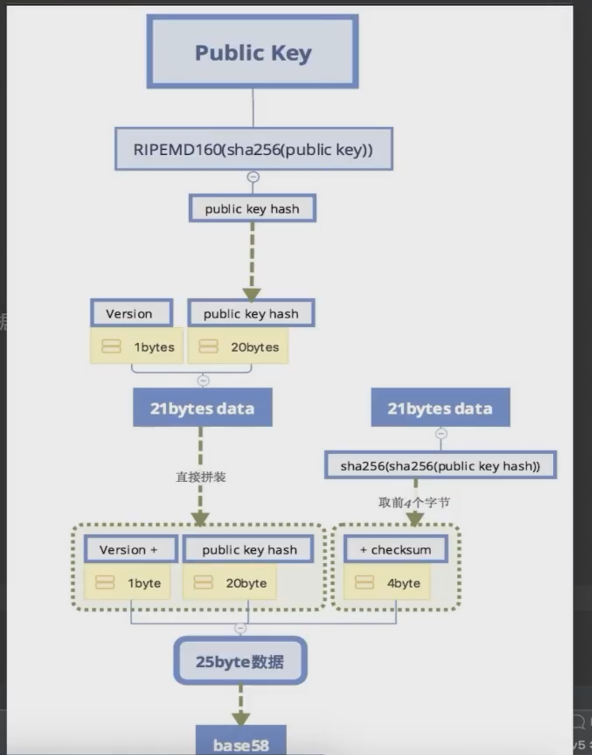 Public Key
RIPEMD160(sha256(public key))
public key hash
Version
public key hash
1bytes
20bytes
21bytes data
21bytes data
sha256(sha256(public key hash))
直接拼装
取前4个字节
Version +
public key hash
+ checksum
1byte
20byte
4byte
25byte数据
base58
v5